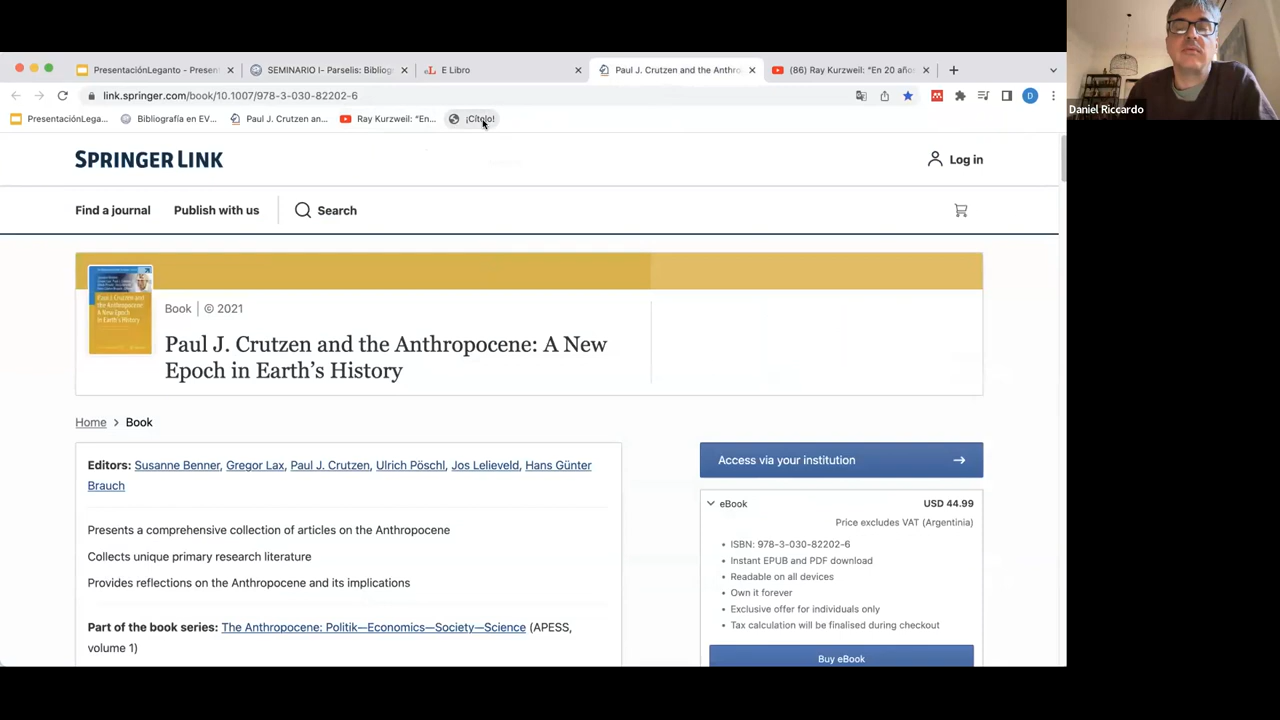 PresentaciónLeganto - Presen
SEMINARIO I- Parselis: Bibliog
E Libro
Paul J. Crutzen and the Anthro
(86) Ray Kurzweil: "En 20 años
link.springer.com/book/10.1007/978-3-030-82202-6
D
PresentaciónLega...
Bibliografía en EV...
Paul J. Crutzen an...
Ray Kurzweil: "En...
¡Cítelo!
Daniel Riccardo
SPRINGER LINK
Log in
Find a journal
Publish with us
Search
Book | © 2021
Paul J. Crutzen and the Anthropocene: A New
Epoch in Earth's History
Home > Book
Editors: Susanne Benner, Gregor Lax, Paul J. Crutzen, Ulrich Pöschl, Jos Lelieveld, Hans Günter
Brauch
Presents a comprehensive collection of articles on the Anthropocene
Collects unique primary research literature
Provides reflections on the Anthropocene and its implications
Part of the book series: The Anthropocene: Politik—Economics—Society—Science (APESS,
volume 1)
Access via your institution
eBook
USD 44.99
Price excludes VAT (Argentinia)
• ISBN: 978-3-030-82202-6
• Instant EPUB and PDF download
• Readable on all devices
• Own it forever
• Exclusive offer for individuals only
• Tax calculation will be finalised during checkout
Buy eBook